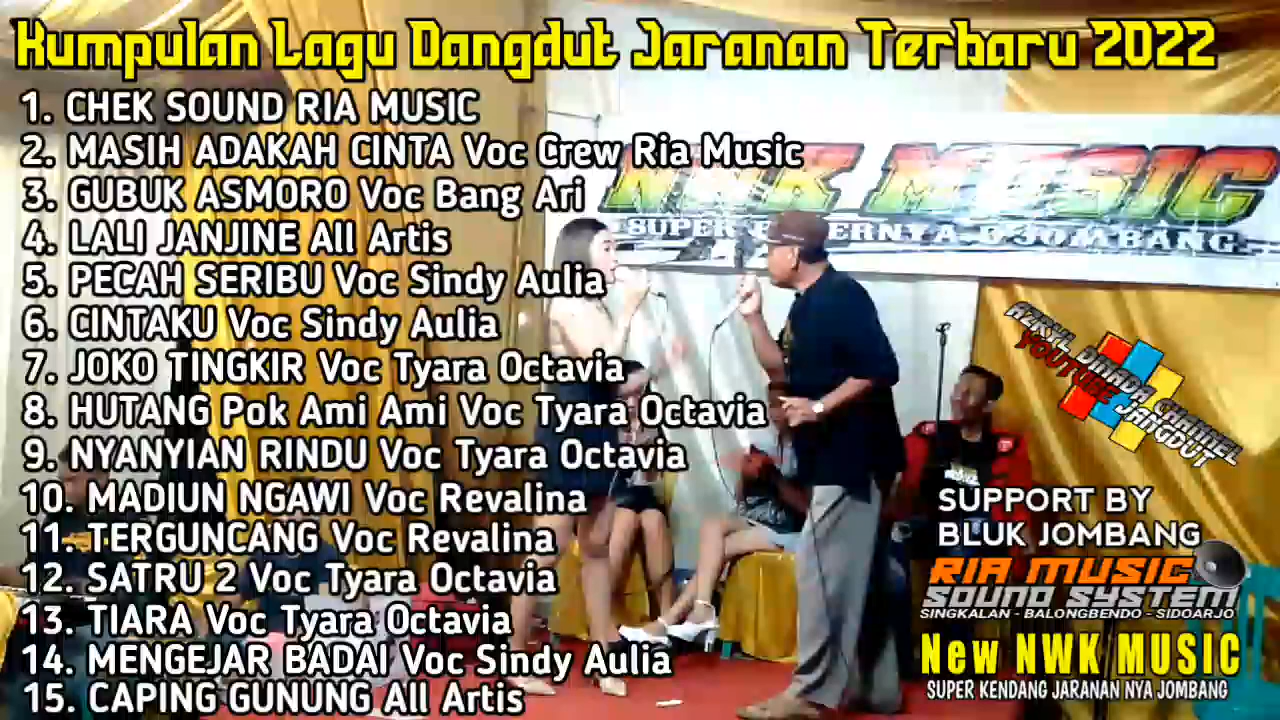 Kumpulan Lagu Dangdut Jaranan Terbaru 2022
1. CHEK SOUND RIA MUSIC
2. MASIH ADAKAH CINTA Voc Crew Ria Music
3. GUBUK ASMORO Voc Bang Ari
4. LALI JANJINE All Artis
5. PECAH SERIBU Voc Sindy Aulia
6. CINTAKU Voc Sindy Aulia
7. JOKO TINGKIR Voc Tyara Octavia
8. HUTANG Pok Ami Ami Voc Tyara Octavia
9. NYANYIAN RINDU Voc Tyara Octavia
10. MADIUN NGAWI Voc Revalina
11. TERGUNCANG Voc Revalina
12. SATRU 2 Voc Tyara Octavia
13. TIARA Voc Tyara Octavia
14. MENGEJAR BADAI Voc Sindy Aulia
15. CAPING GUNUNG All Artis
NWK MUSIC
SUPER JOMBANG
AZRIL DMADA CHANNEL
YOUTUBE JANGDUT
SUPPORT BY
BLUK JOMBANG
RIA MUSIC
SOUND SYSTEM
SINGKALAN - BALONGBENDO - SIDOARJO
New NWK MUSIC
SUPER KENDANG JARANAN NYA JOMBANG